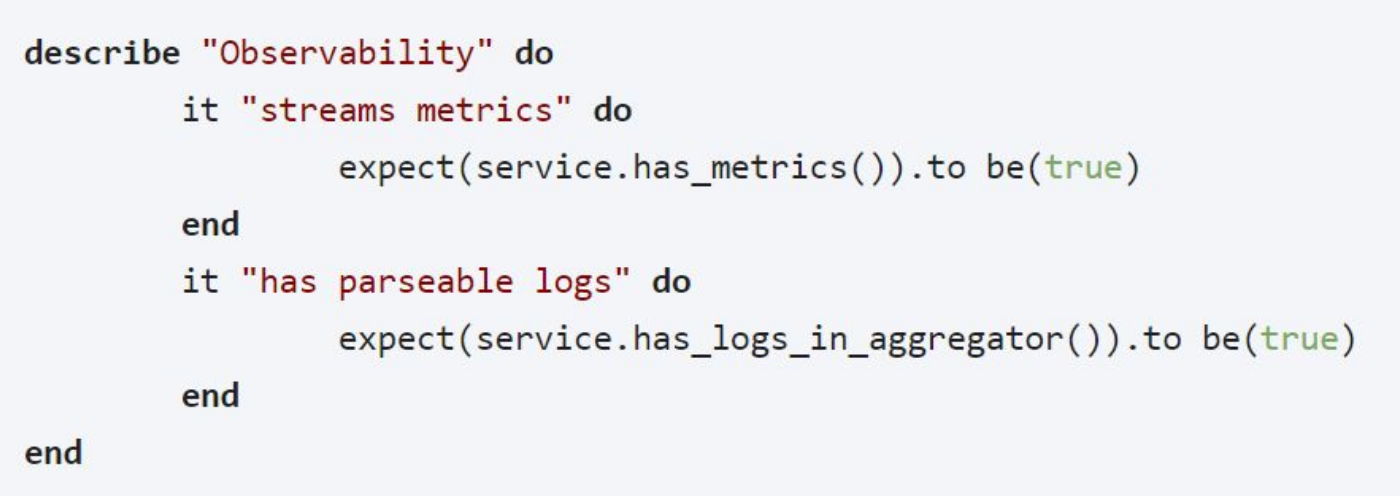 describe "Observability" do
        it "streams metrics" do
                expect(service.has_metrics()).to be(true)
        end
        it "has parseable logs" do
                expect(service.has_logs_in_aggregator()).to be(true)
        end
end